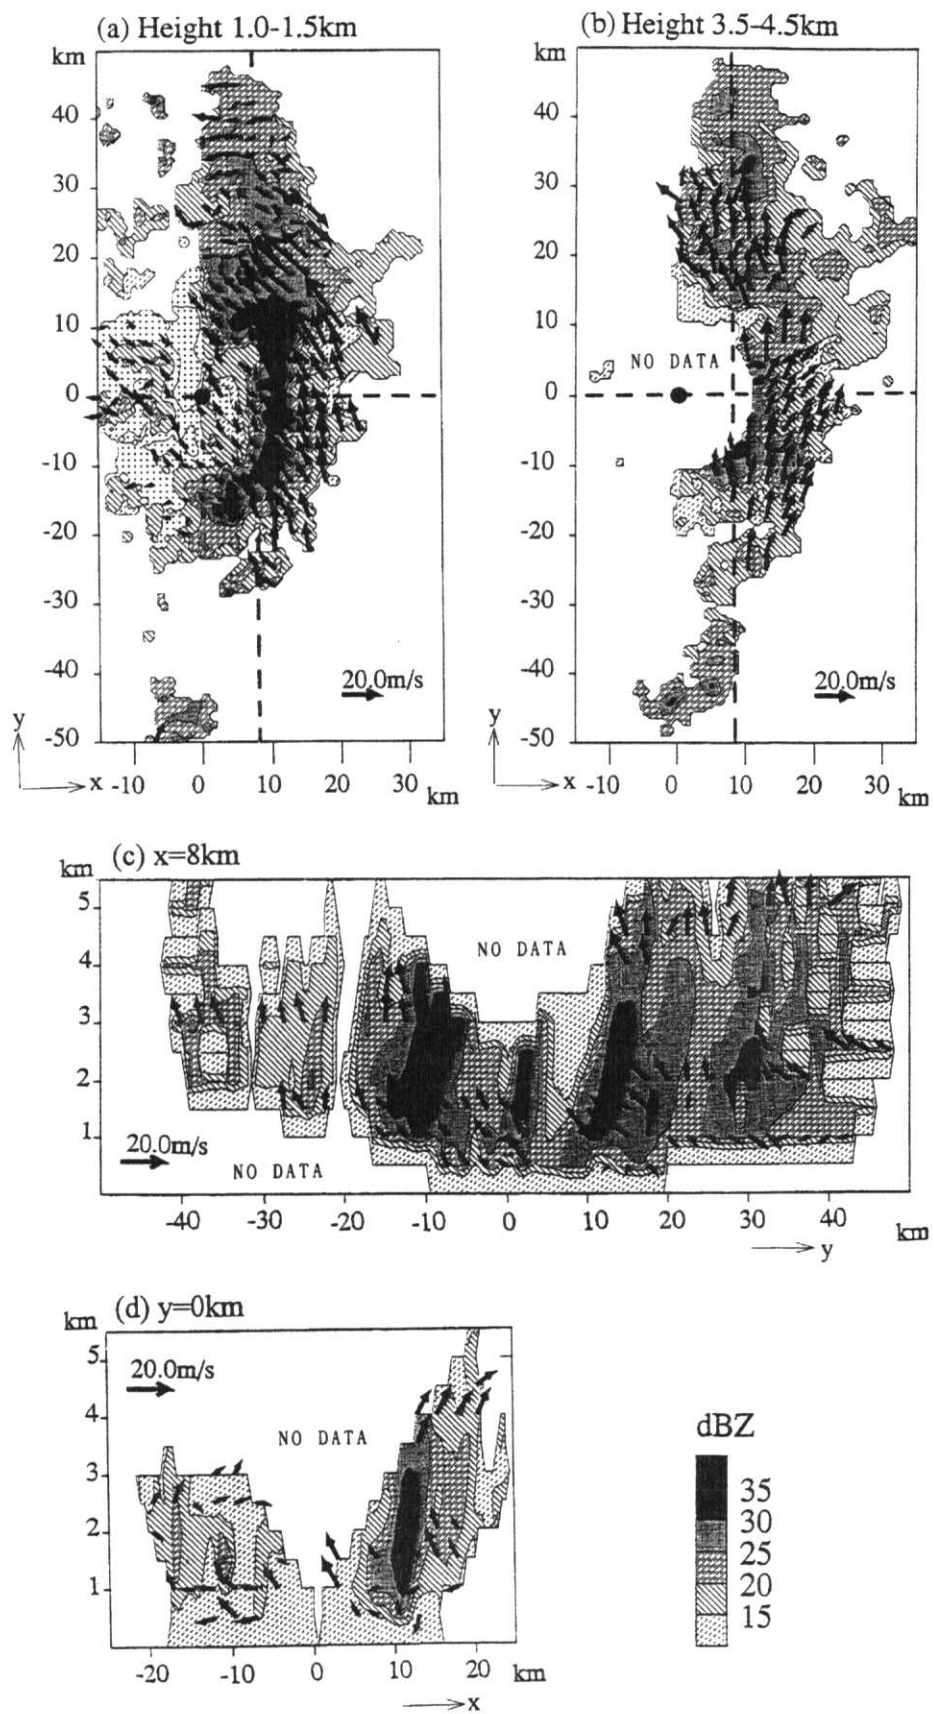 (a) Height 1.0-1.5km
(b) Height 3.5-4.5km
km
40
30
20
10
0
-10
-20
-30
-40
-50
20.0m/s
y
x
-10 0 10 20 30 km
km
40
30
20
10
0
-10
-20
-30
-40
-50
NO DATA
20.0m/s
y
x
-10 0 10 20 30 km
(c) x=8km
km
5
4
3
2
1
NO DATA
20.0m/s
NO DATA
-40 -30 -20 -10 0 10 20 30 40 km
y
(d) y=0km
km
5
4
3
2
1
20.0m/s
NO DATA
-20 -10 0 10 20 km
x
dBZ
35
30
25
20
15